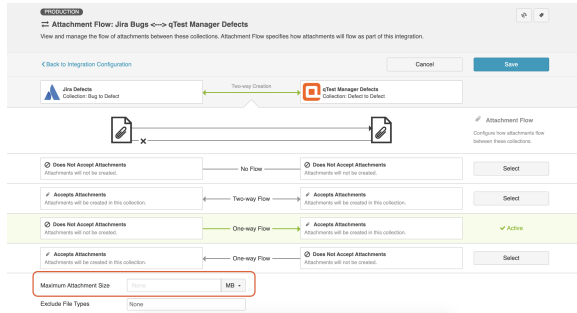 PRODUCTION
Attachment Flow: Jira Bugs <--> qTest Manager Defects
View and manage the flow of attachments between these collections. Attachment Flow specifies how attachments will flow as part of this integration.
Back to Integration Configuration
Cancel
Save
Jira Defects
Collection: Bug to Defect
Two-way Creation
qTest Manager Defects
Collection: Defect to Defect
Attachment Flow
Configure how attachments flow
between these collections.
Does Not Accept Attachments
Attachments will not be created.
No Flow
Does Not Accept Attachments
Attachments will not be created.
Select
Accepts Attachments
Attachments will be created in this collection.
Two-way Flow
Accepts Attachments
Attachments will be created in this collection.
Select
Does Not Accept Attachments
Attachments will not be created.
One-way Flow
Accepts Attachments
Attachments will be created in this collection.
Active
Accepts Attachments
Attachments will be created in this collection.
One-way Flow
Does Not Accept Attachments
Attachments will not be created.
Select
Maximum Attachment Size
None
MB
Exclude File Types
None